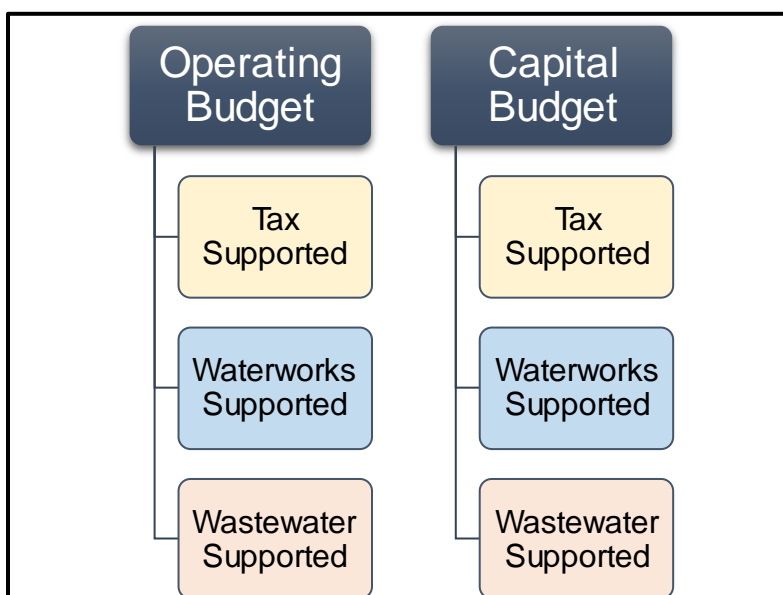 Operating
Budget
Tax
Supported
Waterworks
Supported
Wastewater
Supported
Capital
Budget
Tax
Supported
Waterworks
Supported
Wastewater
Supported